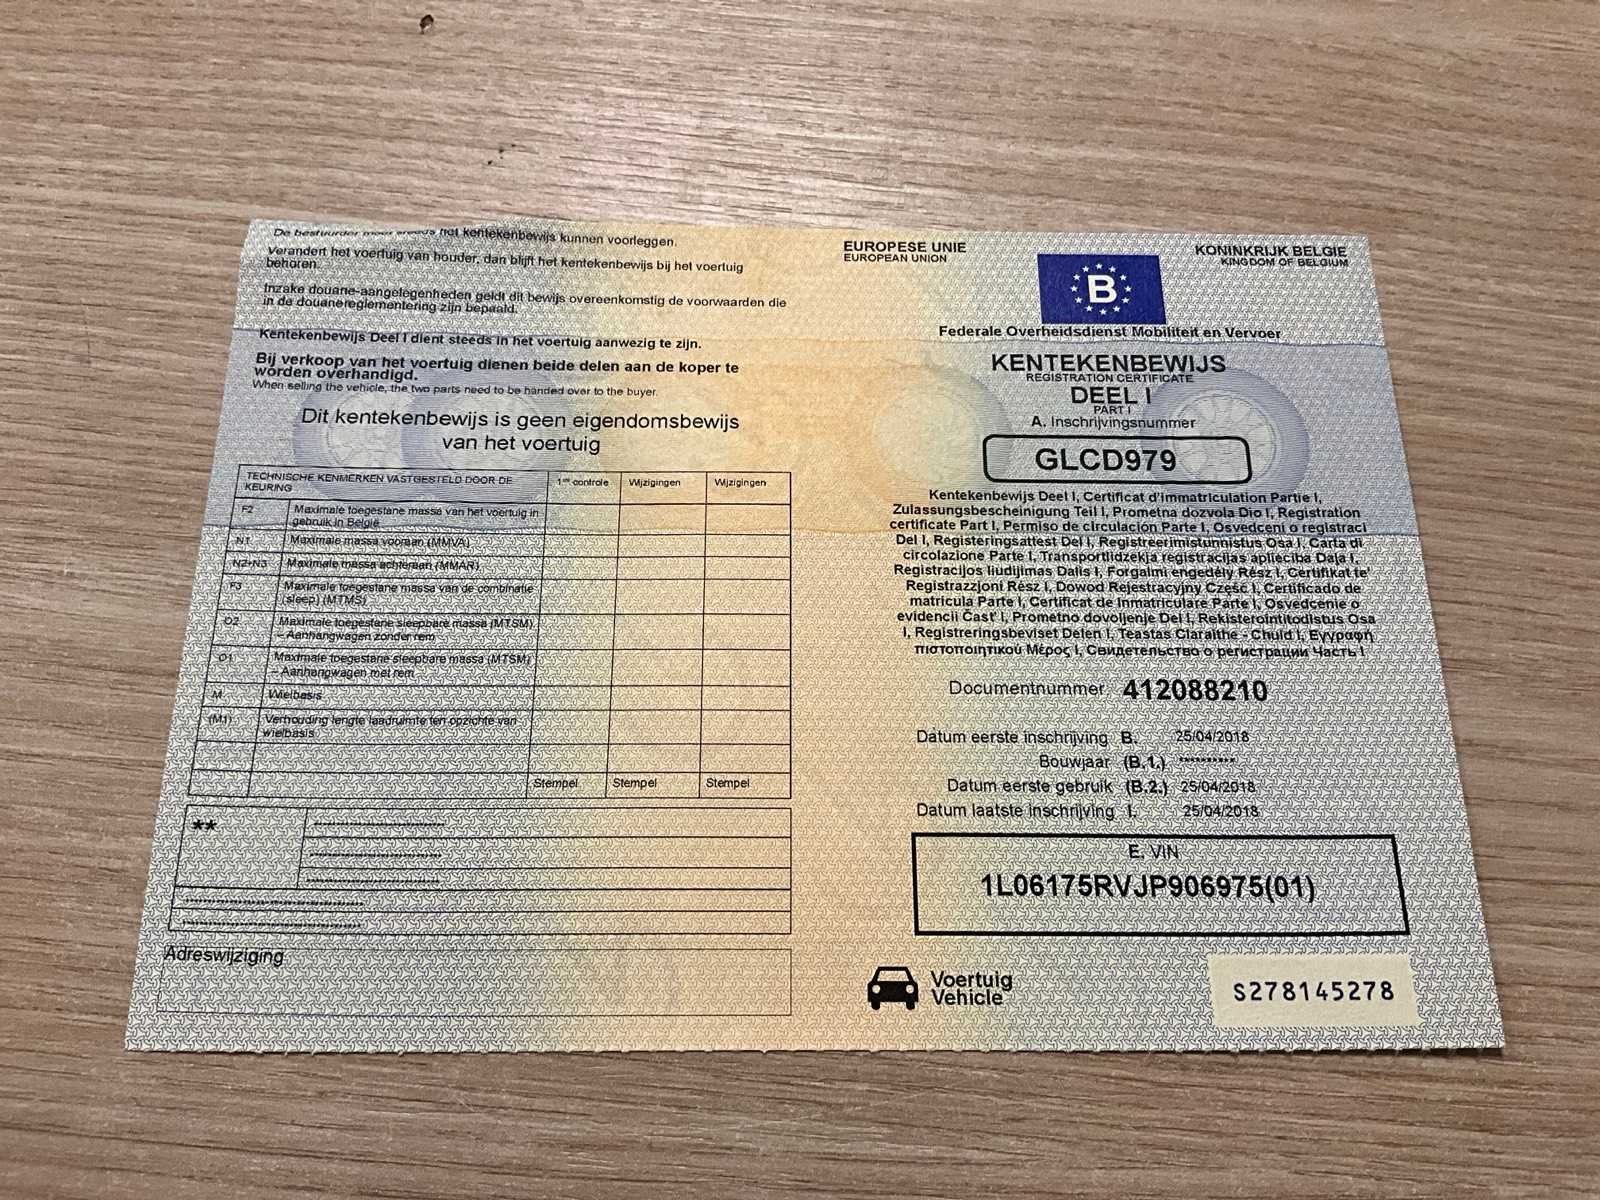 De bestuurder moet steeds het kentekenbewijs kunnen voorleggen.
Verandert het voertuig van houder, dan blijft het kentekenbewijs bij het voertuig
behoren.
Inzake douane-aangelegenheden geldt dit bewijs overeenkomstig de voorwaarden die
in de douanereglementering zijn bepaald.
Kentekenbewijs Deel I dient steeds in het voertuig aanwezig te zijn.
Bij verkoop van het voertuig dienen beide delen aan de koper te
worden overhandigd.
When selling the vehicle, the two parts need to be handed over to the buyer.
Dit kentekenbewijs is geen eigendomsbewijs
van het voertuig
TECHNISCHE KENMERKEN VASTGESTELD DOOR DE
KEURING
1ste controle
Wijzigingen
Wijzigingen
F2 Maximale toegestane massa van het voertuig in
gebruik in België
N1 Maximale massa vooraan (MMVA)
N2+N3 Maximale massa achteraan (MMAR)
F3 Maximale toegestane massa van de combinatie
(sleep) (MTMS)
O2 Maximale toegestane sleepbare massa (MTSM)
– Aanhangwagen zonder rem
O1 Maximale toegestane sleepbare massa (MTSM)
– Aanhangwagen met rem
M Wielbasis
(M1) Verhouding lengte laadruimte ten opzichte van
wielbasis
Stempel Stempel Stempel
**
Adreswijziging
EUROPESE UNIE
EUROPEAN UNION
B
KONINKRIJK BELGIE
KINGDOM OF BELGIUM
Federale Overheidsdienst Mobiliteit en Vervoer
KENTEKENBEWIJS
REGISTRATION CERTIFICATE
DEEL I
PART I
A. Inschrijvingsnummer
GLCD979
Kentekenbewijs Deel I, Certificat d'immatriculation Partie I,
Zulassungsbescheinigung Teil I, Prometna dozvola Dio I, Registration
certificate Part I, Permiso de circulación Parte I, Osvedceni o registraci
Del I, Registeringsattest Del I, Registreerimistunnistus Osa I, Carta di
circolazione Parte I, Transportlidzekja registracijas apliecība Daļa I,
Registracijos liudijimas Dalis I, Forgalmi engedély Rész I, Certifikat te'
Registrazzjoni Rész I, Dowod Rejestracyjny Część I, Certificado de
matricula Parte I, Certificat de Inmatriculare Parte I, Osvedcenie o
evidencii Časť I, Prometno dovoljenje Del I, Rekisterointitodistus Osa
I, Registreringsbeviset Delen I, Teastas Claraithe - Chuid I, Εγγραφή
πιστοποιητικού Μέρος I, Свидетельство о регистрации Часть I
Documentnummer 412088210
Datum eerste inschrijving B. 25/04/2018
Bouwjaar (B.1.) **********
Datum eerste gebruik (B.2.) 25/04/2018
Datum laatste inschrijving I. 25/04/2018
E. VIN
1L06175RVJP906975(01)
Voertuig
Vehicle
S278145278